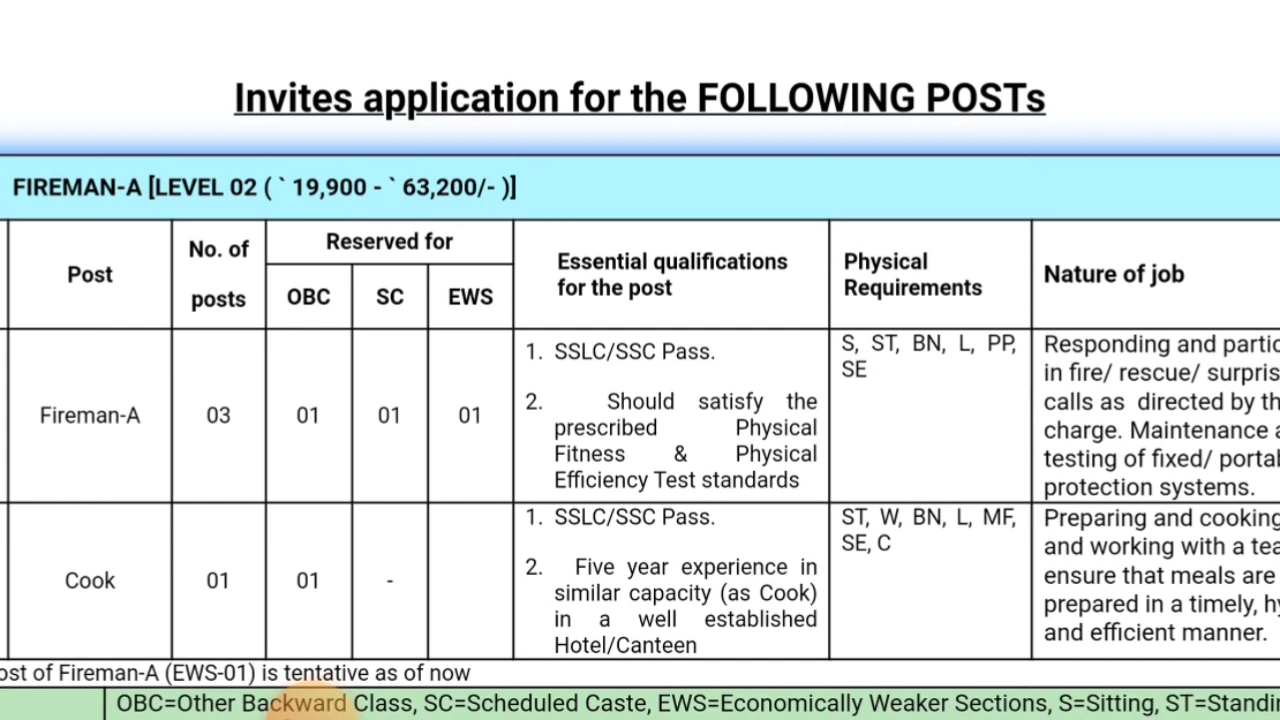 Invites application for the FOLLOWING POSTs
FIREMAN-A [LEVEL 02 ( ` 19,900 - ` 63,200/- )]
Post
No. of
posts
Reserved for
OBC
SC
EWS
Essential qualifications
for the post
Physical
Requirements
Nature of job
Fireman-A
03
01
01
01
1. SSLC/SSC Pass.
2. Should satisfy the
prescribed Physical
Fitness & Physical
Efficiency Test standards
S, ST, BN, L, PP,
SE
Responding and partic
in fire/ rescue/ surpris
calls as directed by th
charge. Maintenance a
testing of fixed/ portab
protection systems.
Cook
01
01
-
1. SSLC/SSC Pass.
2. Five year experience in
similar capacity (as Cook)
in a well established
Hotel/Canteen
ST, W, BN, L, MF,
SE, C
Preparing and cooking
and working with a tea
ensure that meals are
prepared in a timely, hy
and efficient manner.
ost of Fireman-A (EWS-01) is tentative as of now
OBC=Other Backward Class, SC=Scheduled Caste, EWS=Economically Weaker Sections, S=Sitting, ST=Standi